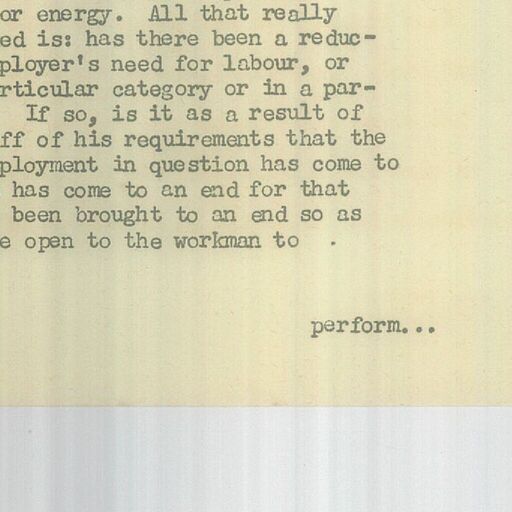 or energy. All that really
ed is: has there been a reduc-
ployer's need for labour, or
rticular category or in a par-
If so, is it as a result of
ff of his requirements that the
ployment in question has come to
has come to an end for that
been brought to an end so as
e open to the workman to .
perform...